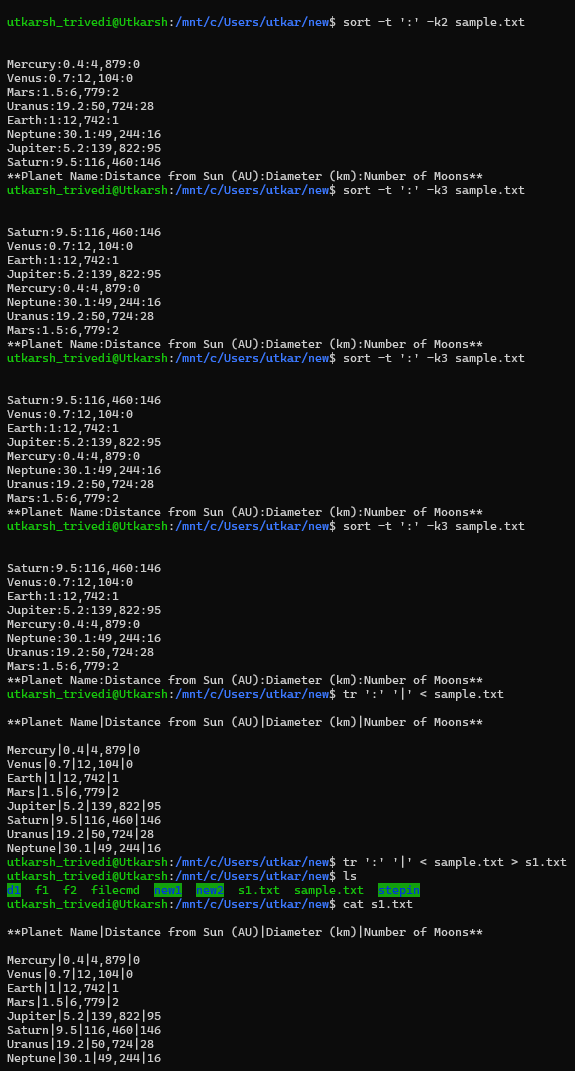 utkarsh_trivedi@Utkarsh:/mnt/c/Users/utkar/new$ sort -t ':' -k2 sample.txt
Mercury:0.4:4,879:0
Venus:0.7:12,104:0
Mars:1.5:6,779:2
Uranus:19.2:50,724:28
Earth:1:12,742:1
Neptune:30.1:49,244:16
Jupiter:5.2:139,822:95
Saturn:9.5:116,460:146
**Planet Name:Distance from Sun (AU):Diameter (km):Number of Moons**
utkarsh_trivedi@Utkarsh:/mnt/c/Users/utkar/new$ sort -t ':' -k3 sample.txt
Saturn:9.5:116,460:146
Venus:0.7:12,104:0
Earth:1:12,742:1
Jupiter:5.2:139,822:95
Mercury:0.4:4,879:0
Neptune:30.1:49,244:16
Uranus:19.2:50,724:28
Mars:1.5:6,779:2
**Planet Name:Distance from Sun (AU):Diameter (km):Number of Moons**
utkarsh_trivedi@Utkarsh:/mnt/c/Users/utkar/new$ sort -t ':' -k3 sample.txt
Saturn:9.5:116,460:146
Venus:0.7:12,104:0
Earth:1:12,742:1
Jupiter:5.2:139,822:95
Mercury:0.4:4,879:0
Neptune:30.1:49,244:16
Uranus:19.2:50,724:28
Mars:1.5:6,779:2
**Planet Name:Distance from Sun (AU):Diameter (km):Number of Moons**
utkarsh_trivedi@Utkarsh:/mnt/c/Users/utkar/new$ sort -t ':' -k3 sample.txt
Saturn:9.5:116,460:146
Venus:0.7:12,104:0
Earth:1:12,742:1
Jupiter:5.2:139,822:95
Mercury:0.4:4,879:0
Neptune:30.1:49,244:16
Uranus:19.2:50,724:28
Mars:1.5:6,779:2
**Planet Name:Distance from Sun (AU):Diameter (km):Number of Moons**
utkarsh_trivedi@Utkarsh:/mnt/c/Users/utkar/new$ tr ':' '|' < sample.txt
**Planet Name|Distance from Sun (AU)|Diameter (km)|Number of Moons**
Mercury|0.4|4,879|0
Venus|0.7|12,104|0
Earth|1|12,742|1
Mars|1.5|6,779|2
Jupiter|5.2|139,822|95
Saturn|9.5|116,460|146
Uranus|19.2|50,724|28
Neptune|30.1|49,244|16
utkarsh_trivedi@Utkarsh:/mnt/c/Users/utkar/new$ tr ':' '|' < sample.txt > s1.txt
utkarsh_trivedi@Utkarsh:/mnt/c/Users/utkar/new$ ls
d1 f1 f2 filecmd new1 new2 s1.txt sample.txt stepin
utkarsh_trivedi@Utkarsh:/mnt/c/Users/utkar/new$ cat s1.txt
**Planet Name|Distance from Sun (AU)|Diameter (km)|Number of Moons**
Mercury|0.4|4,879|0
Venus|0.7|12,104|0
Earth|1|12,742|1
Mars|1.5|6,779|2
Jupiter|5.2|139,822|95
Saturn|9.5|116,460|146
Uranus|19.2|50,724|28
Neptune|30.1|49,244|16